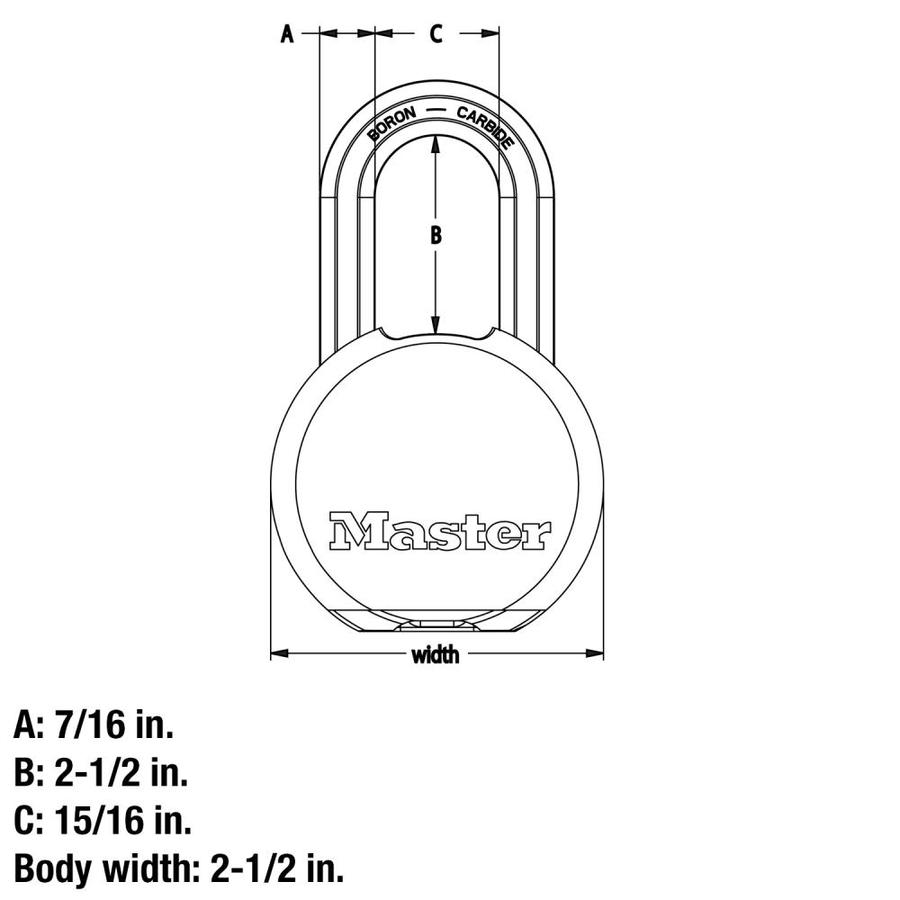 A C
BORON — CARBIDE
B
Master
width
A: 7/16 in.
B: 2-1/2 in.
C: 15/16 in.
Body width: 2-1/2 in.